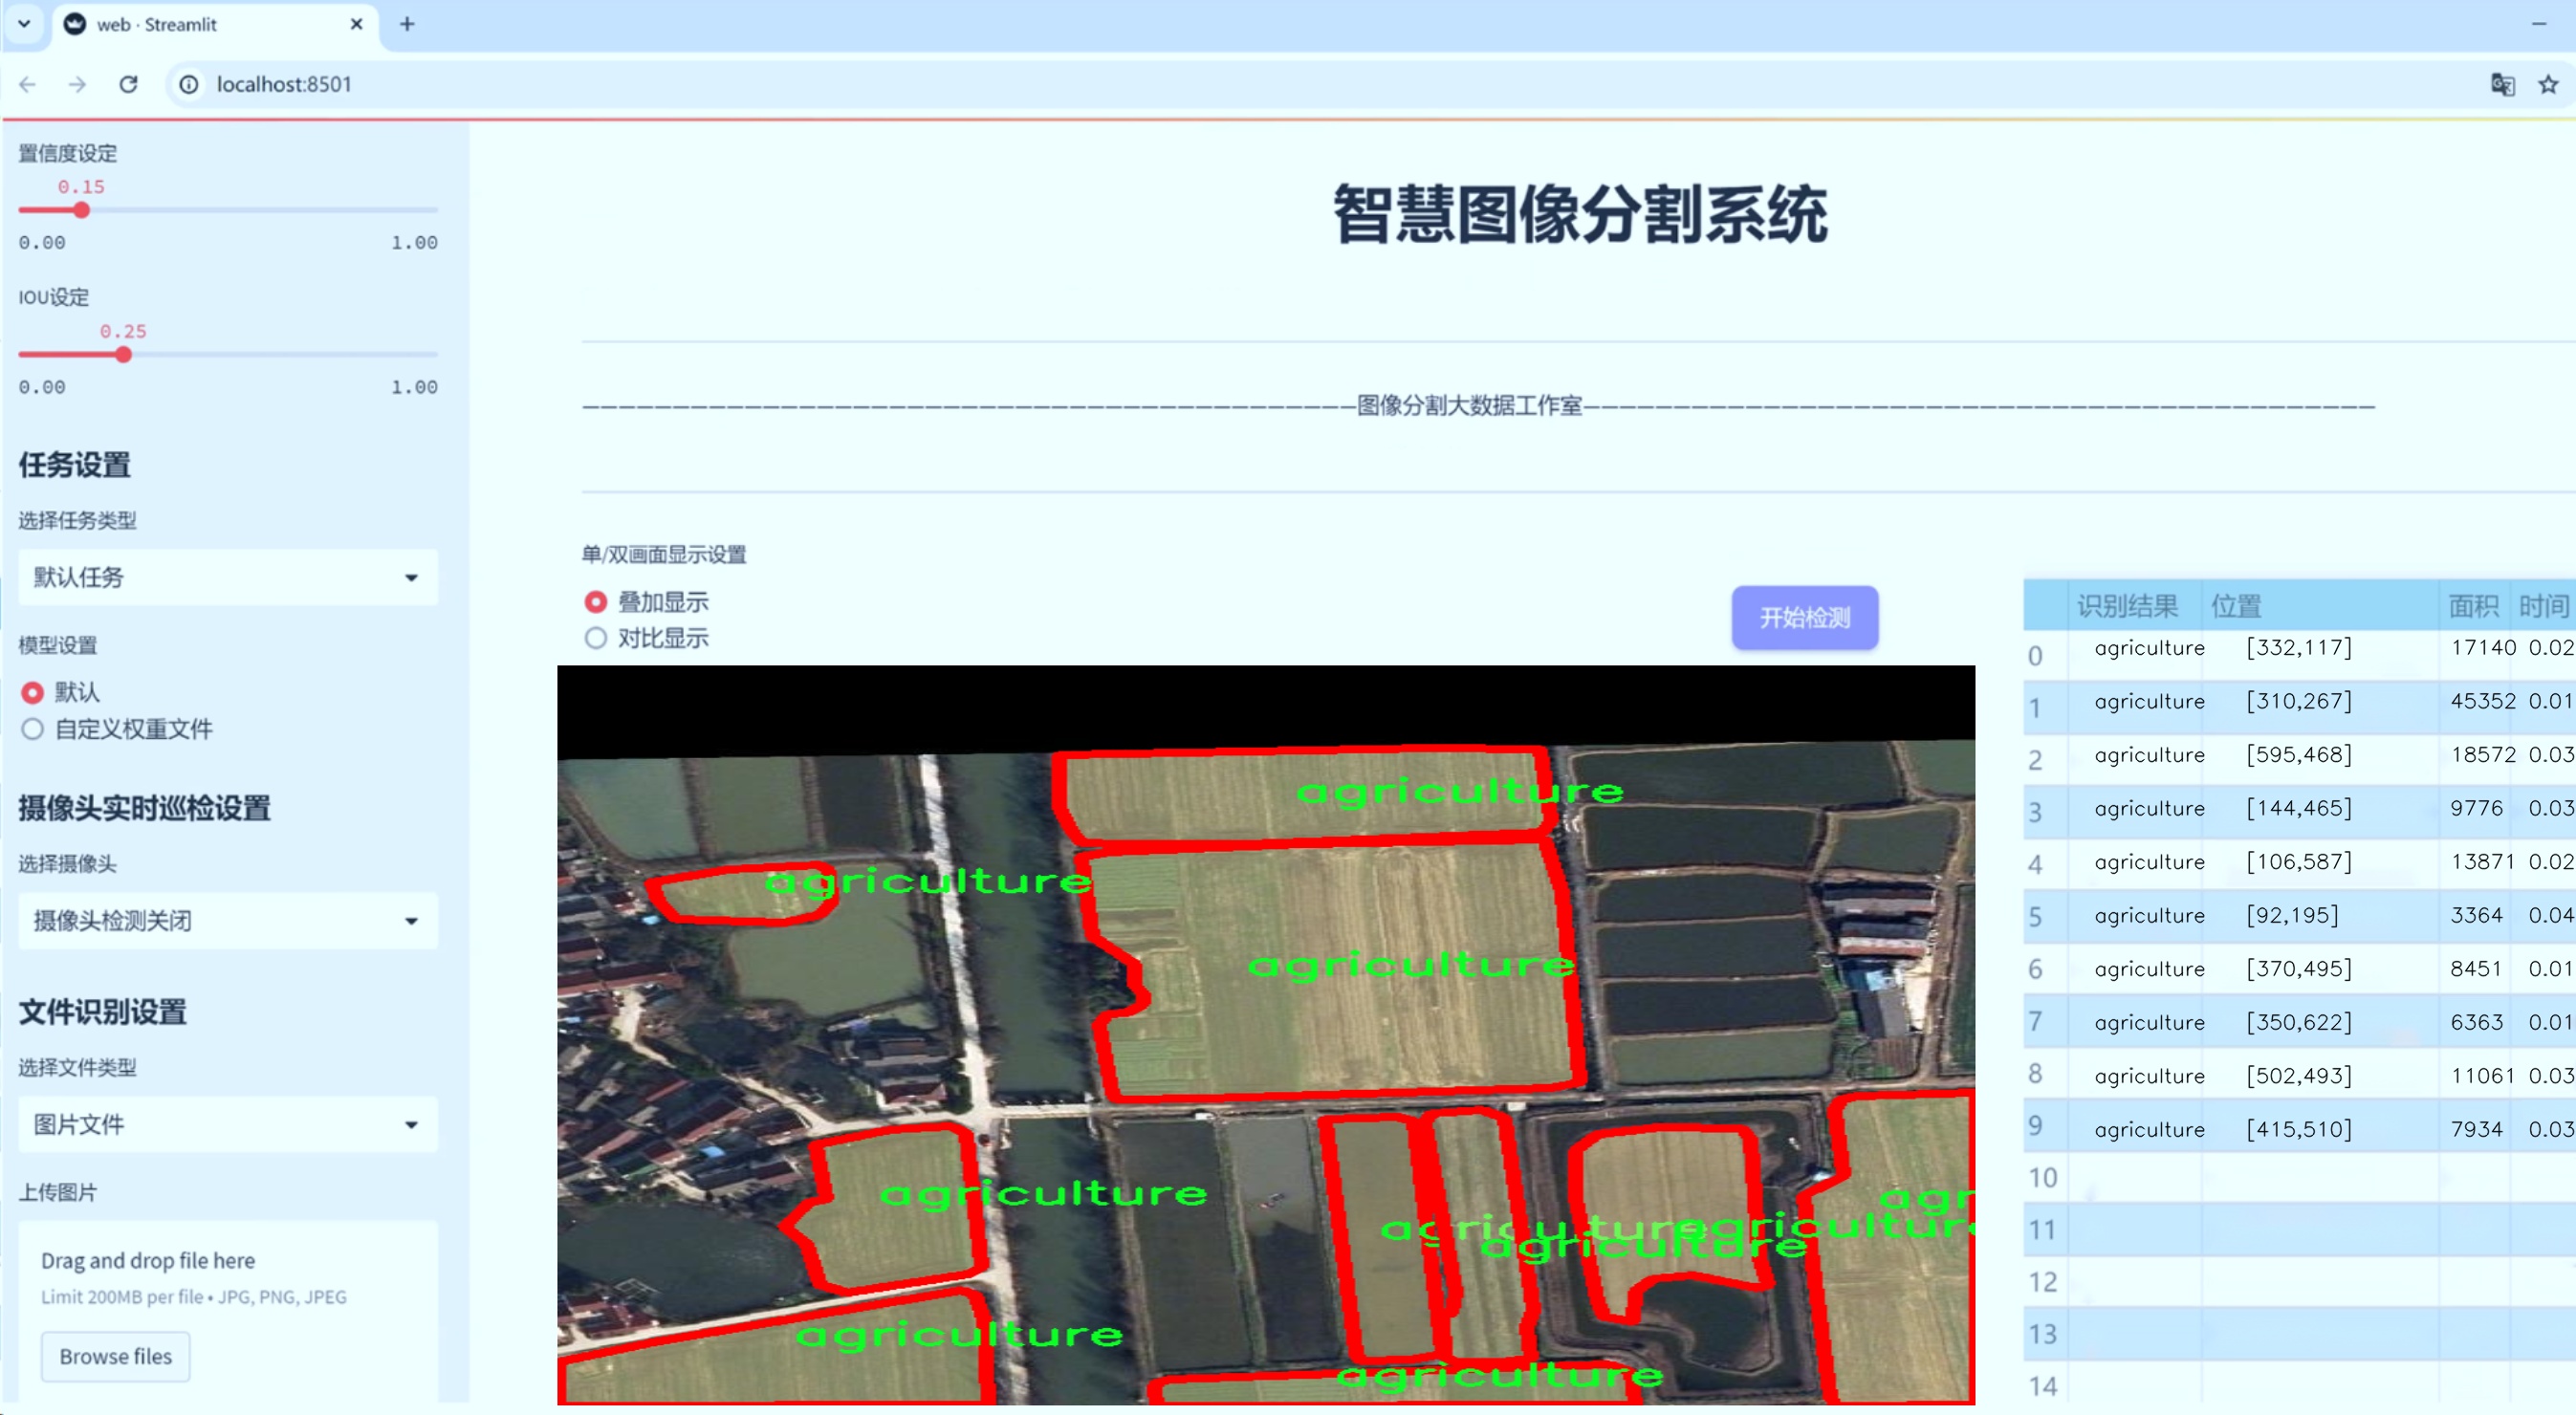 web · Streamlit
localhost:8501
置信度设定
0.15
0.00 1.00
IOU设定
0.25
0.00 1.00
任务设置
选择任务类型
默认任务
模型设置
默认
自定义权重文件
摄像头实时巡检设置
选择摄像头
摄像头检测关闭
文件识别设置
选择文件类型
图片文件
上传图片
Drag and drop file here
Limit 200MB per file • JPG, PNG, JPEG
Browse files
智慧图像分割系统
图像分割大数据工作室
单/双画面显示设置
叠加显示
对比显示
开始检测
agriculture
agriculture
agriculture
agriculture
agr
agriculture
agriculture
agriculture
agriculture
agriculture
识别结果 位置 面积 时间
0 agriculture [332,117] 17140 0.02
1 agriculture [310,267] 45352 0.01
2 agriculture [595,468] 18572 0.03
3 agriculture [144,465] 9776 0.03
4 agriculture [106,587] 13871 0.02
5 agriculture [92,195] 3364 0.04
6 agriculture [370,495] 8451 0.01
7 agriculture [350,622] 6363 0.01
8 agriculture [502,493] 11061 0.03
9 agriculture [415,510] 7934 0.03
10
11
12
13
14